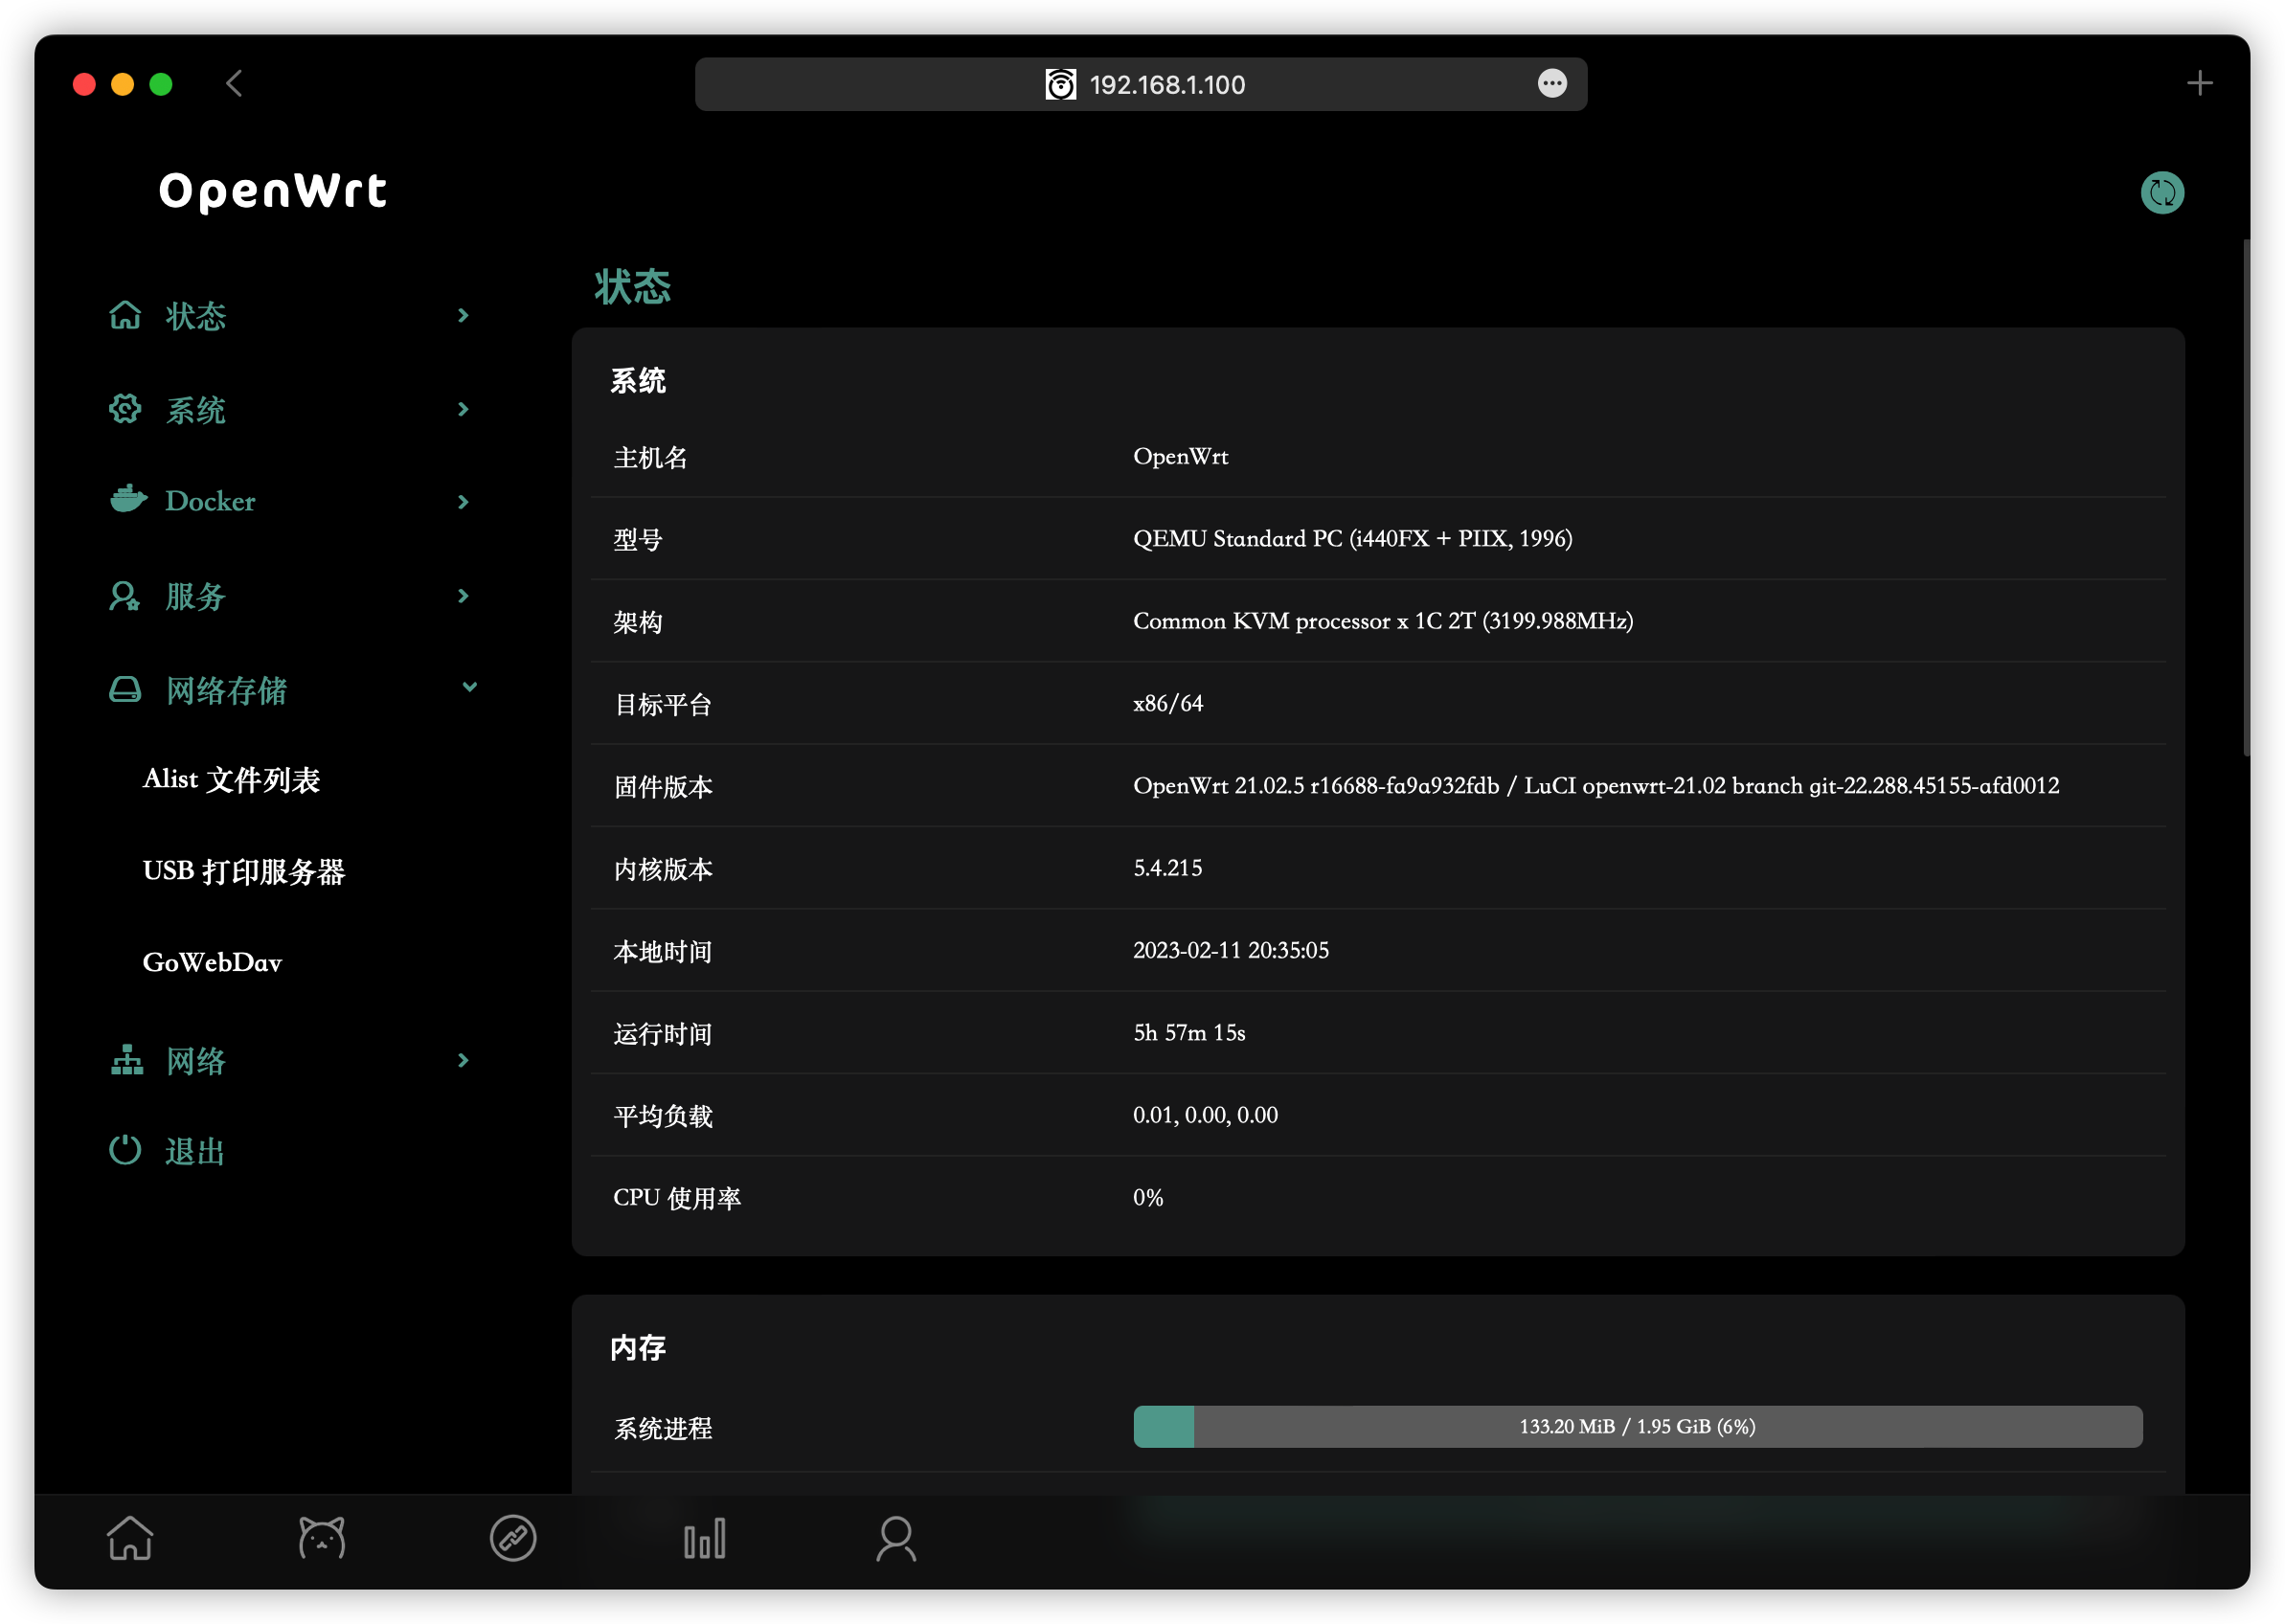 192.168.1.100
OpenWrt
状态
系统
Docker
服务
网络存储
Alist 文件列表
USB 打印服务器
GoWebDav
网络
退出
状态
系统
主机名 OpenWrt
型号 QEMU Standard PC (i440FX + PIIX, 1996)
架构 Common KVM processor x 1C 2T (3199.988MHz)
目标平台 x86/64
固件版本 OpenWrt 21.02.5 r16688-fa9a932fdb / LuCI openwrt-21.02 branch git-22.288.45155-afd0012
内核版本 5.4.215
本地时间 2023-02-11 20:35:05
运行时间 5h 57m 15s
平均负载 0.01, 0.00, 0.00
CPU 使用率 0%
内存
系统进程 133.20 MiB / 1.95 GiB (6%)